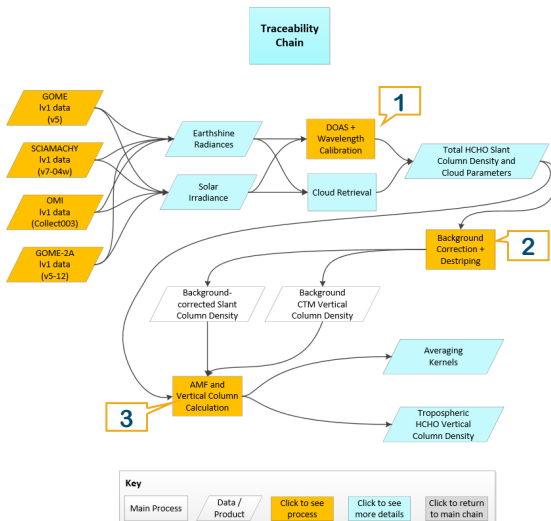 Traceability
Chain
1
GOME
lv1 data
(v5)
SCIAMACHY
lv1 data
(v7-04w)
OMI
lv1 data
(Collect003)
GOME-2A
lv1 data
(v5-12)
Earthshine
Radiances
Solar
Irradiance
DOAS +
Wavelength
Calibration
Cloud Retrieval
Total HCHO Slant
Column Density and
Cloud Parameters
Background
Correction +
Destriping
2
Background-
corrected Slant
Column Density
Background
CTM Vertical
Column Density
AMF and
Vertical Column
Calculation
3
Averaging
Kernels
Tropospheric
HCHO Vertical
Column Density
Key
Main Process
Data /
Product
Click to see
process
Click to see
more details
Click to return
to main chain